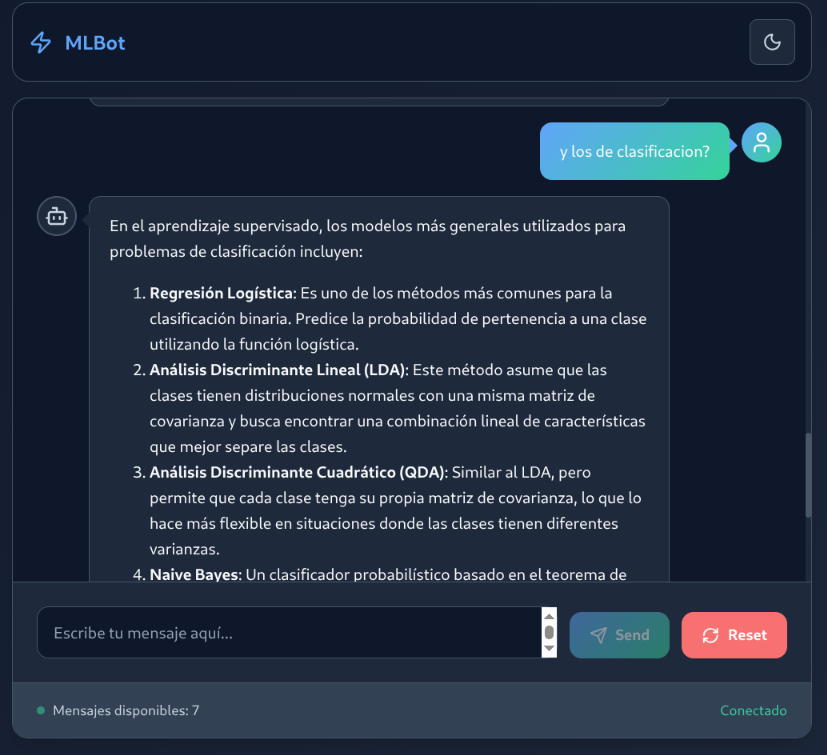 MLBot
y los de clasificacion?
En el aprendizaje supervisado, los modelos más generales utilizados para
problemas de clasificación incluyen:
1. Regresión Logística: Es uno de los métodos más comunes para la
clasificación binaria. Predice la probabilidad de pertenencia a una clase
utilizando la función logística.
2. Análisis Discriminante Lineal (LDA): Este método asume que las
clases tienen distribuciones normales con una misma matriz de
covarianza y busca encontrar una combinación lineal de características
que mejor separe las clases.
3. Análisis Discriminante Cuadrático (QDA): Similar al LDA, pero
permite que cada clase tenga su propia matriz de covarianza, lo que lo
hace más flexible en situaciones donde las clases tienen diferentes
varianzas.
4. Naive Bayes: Un clasificador probabilístico basado en el teorema de
Escribe tu mensaje aquí...
Send
Reset
Mensajes disponibles: 7
Conectado